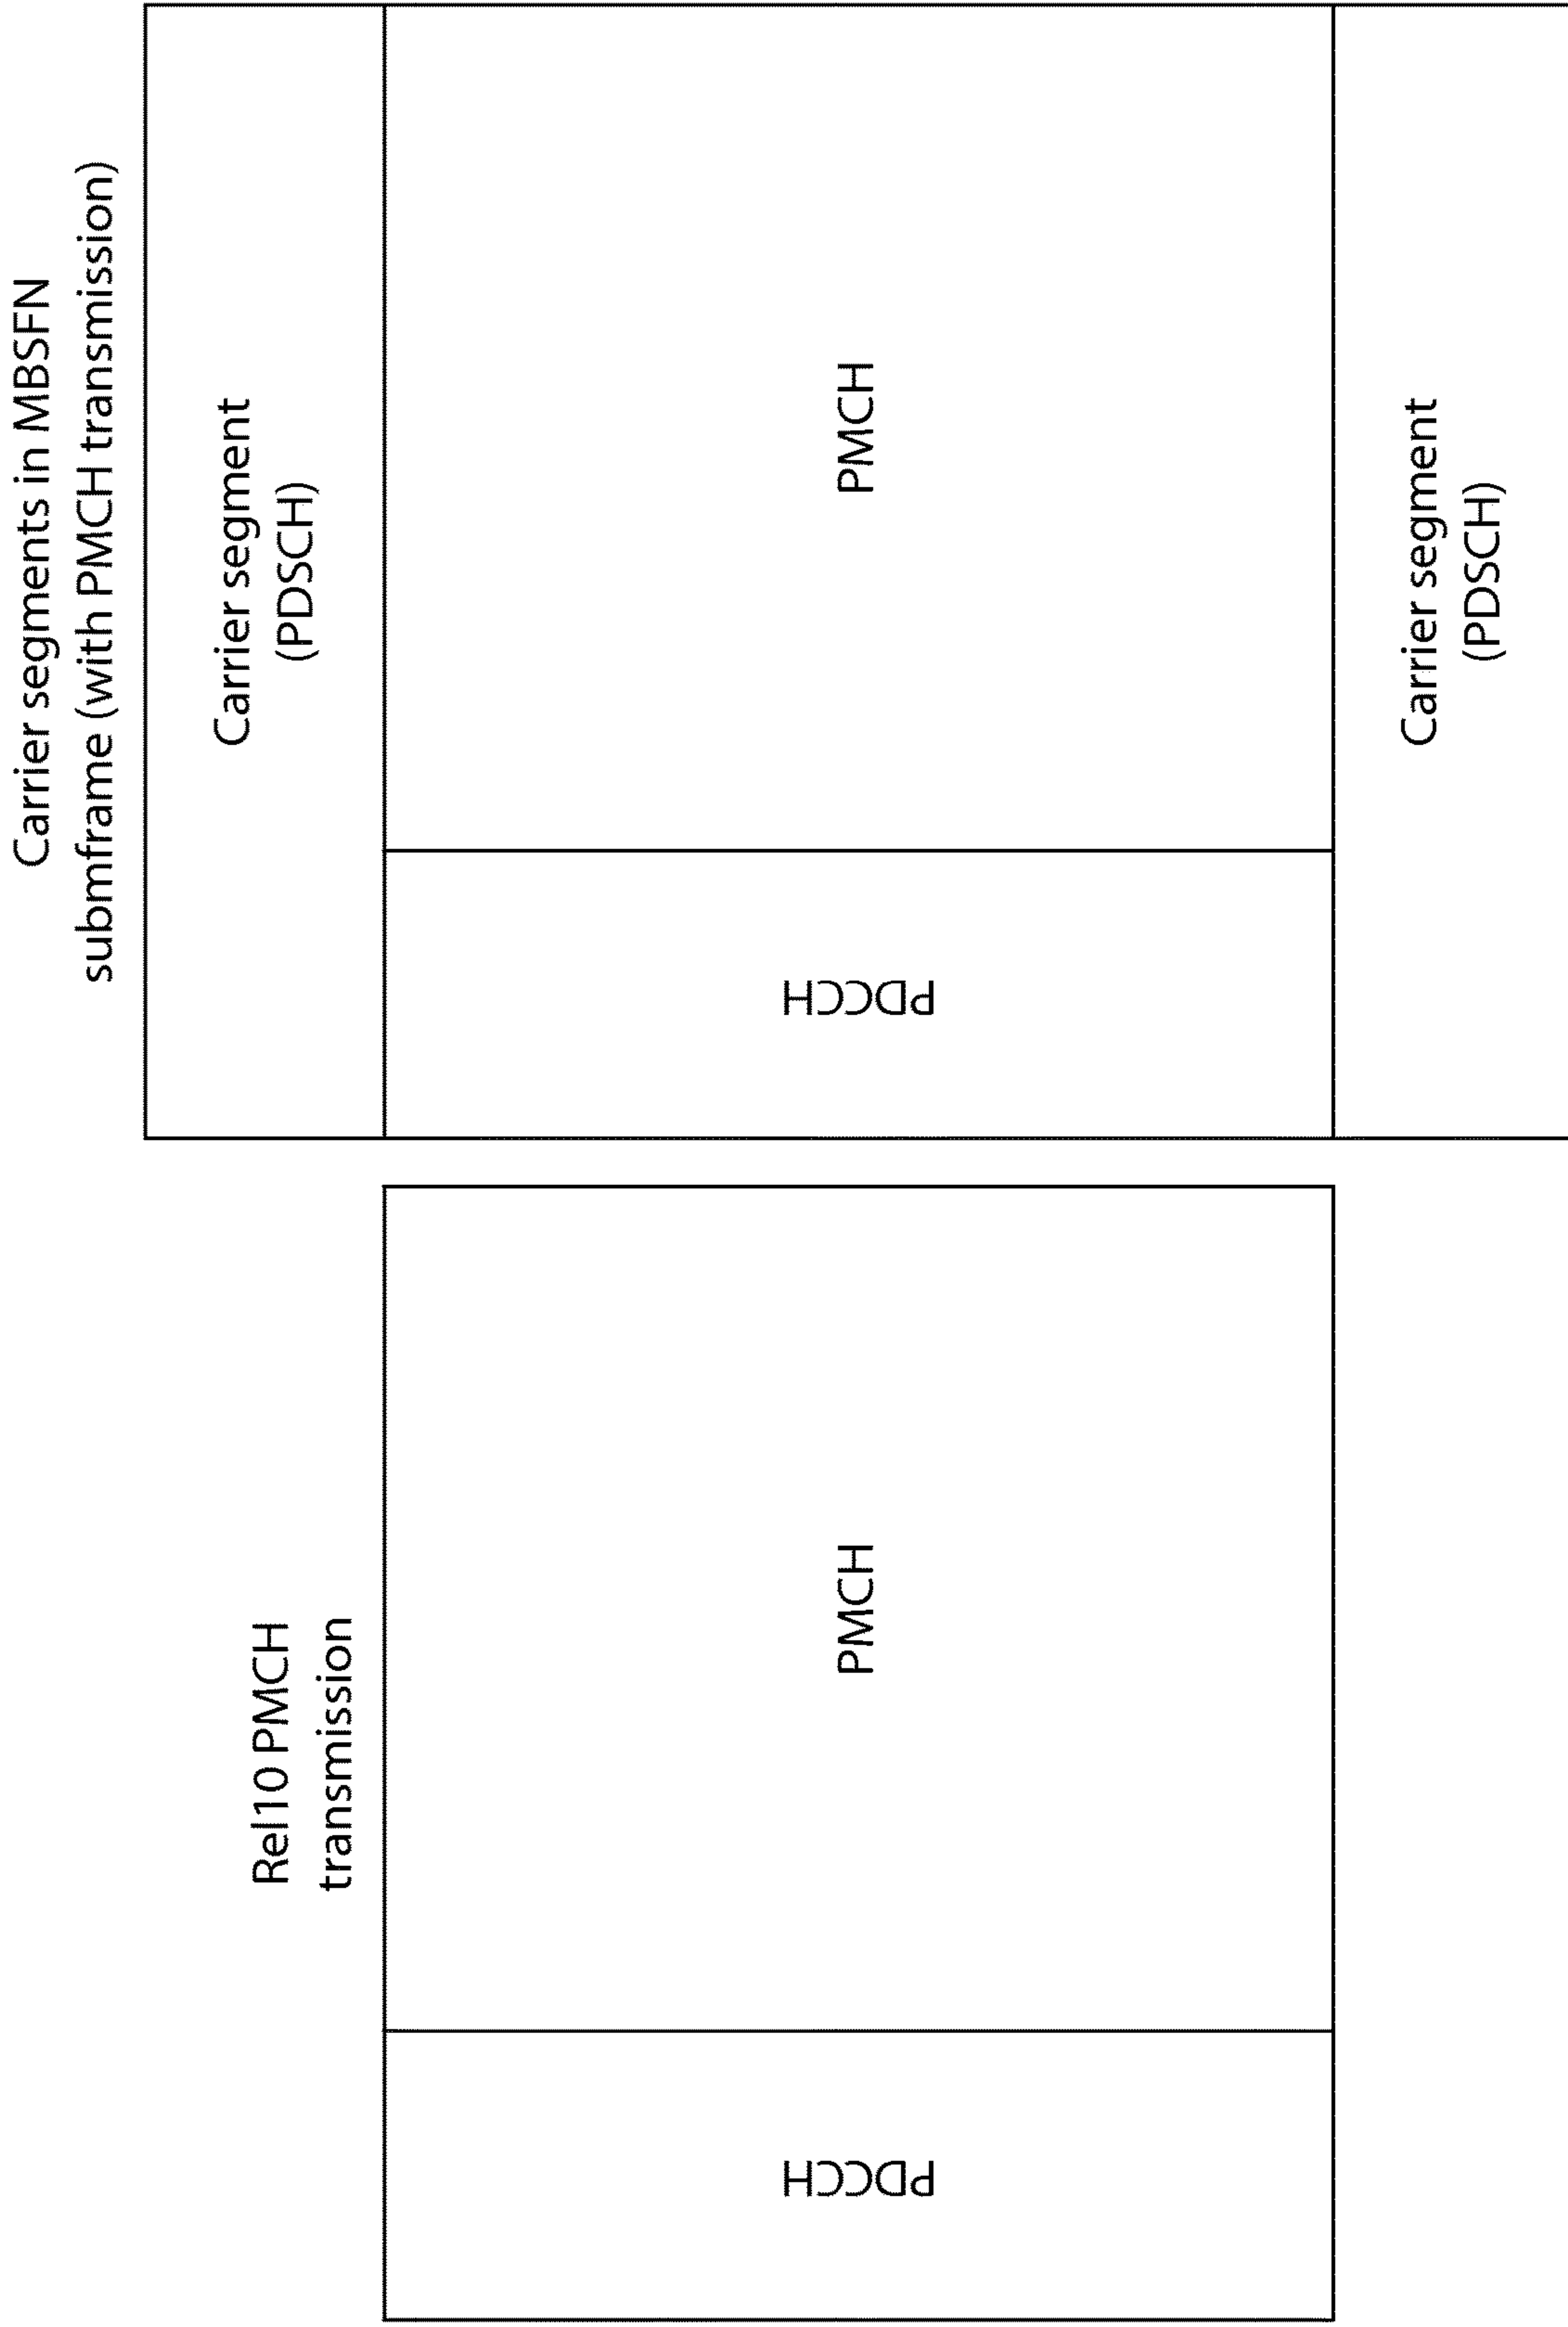 Rel10 PMCH
transmission
PDCCH
PMCH
Carrier segments in MBSFN
submframe (with PMCH transmission)
Carrier segment
(PDSCH)
PDCCH
PMCH
Carrier segment
(PDSCH)